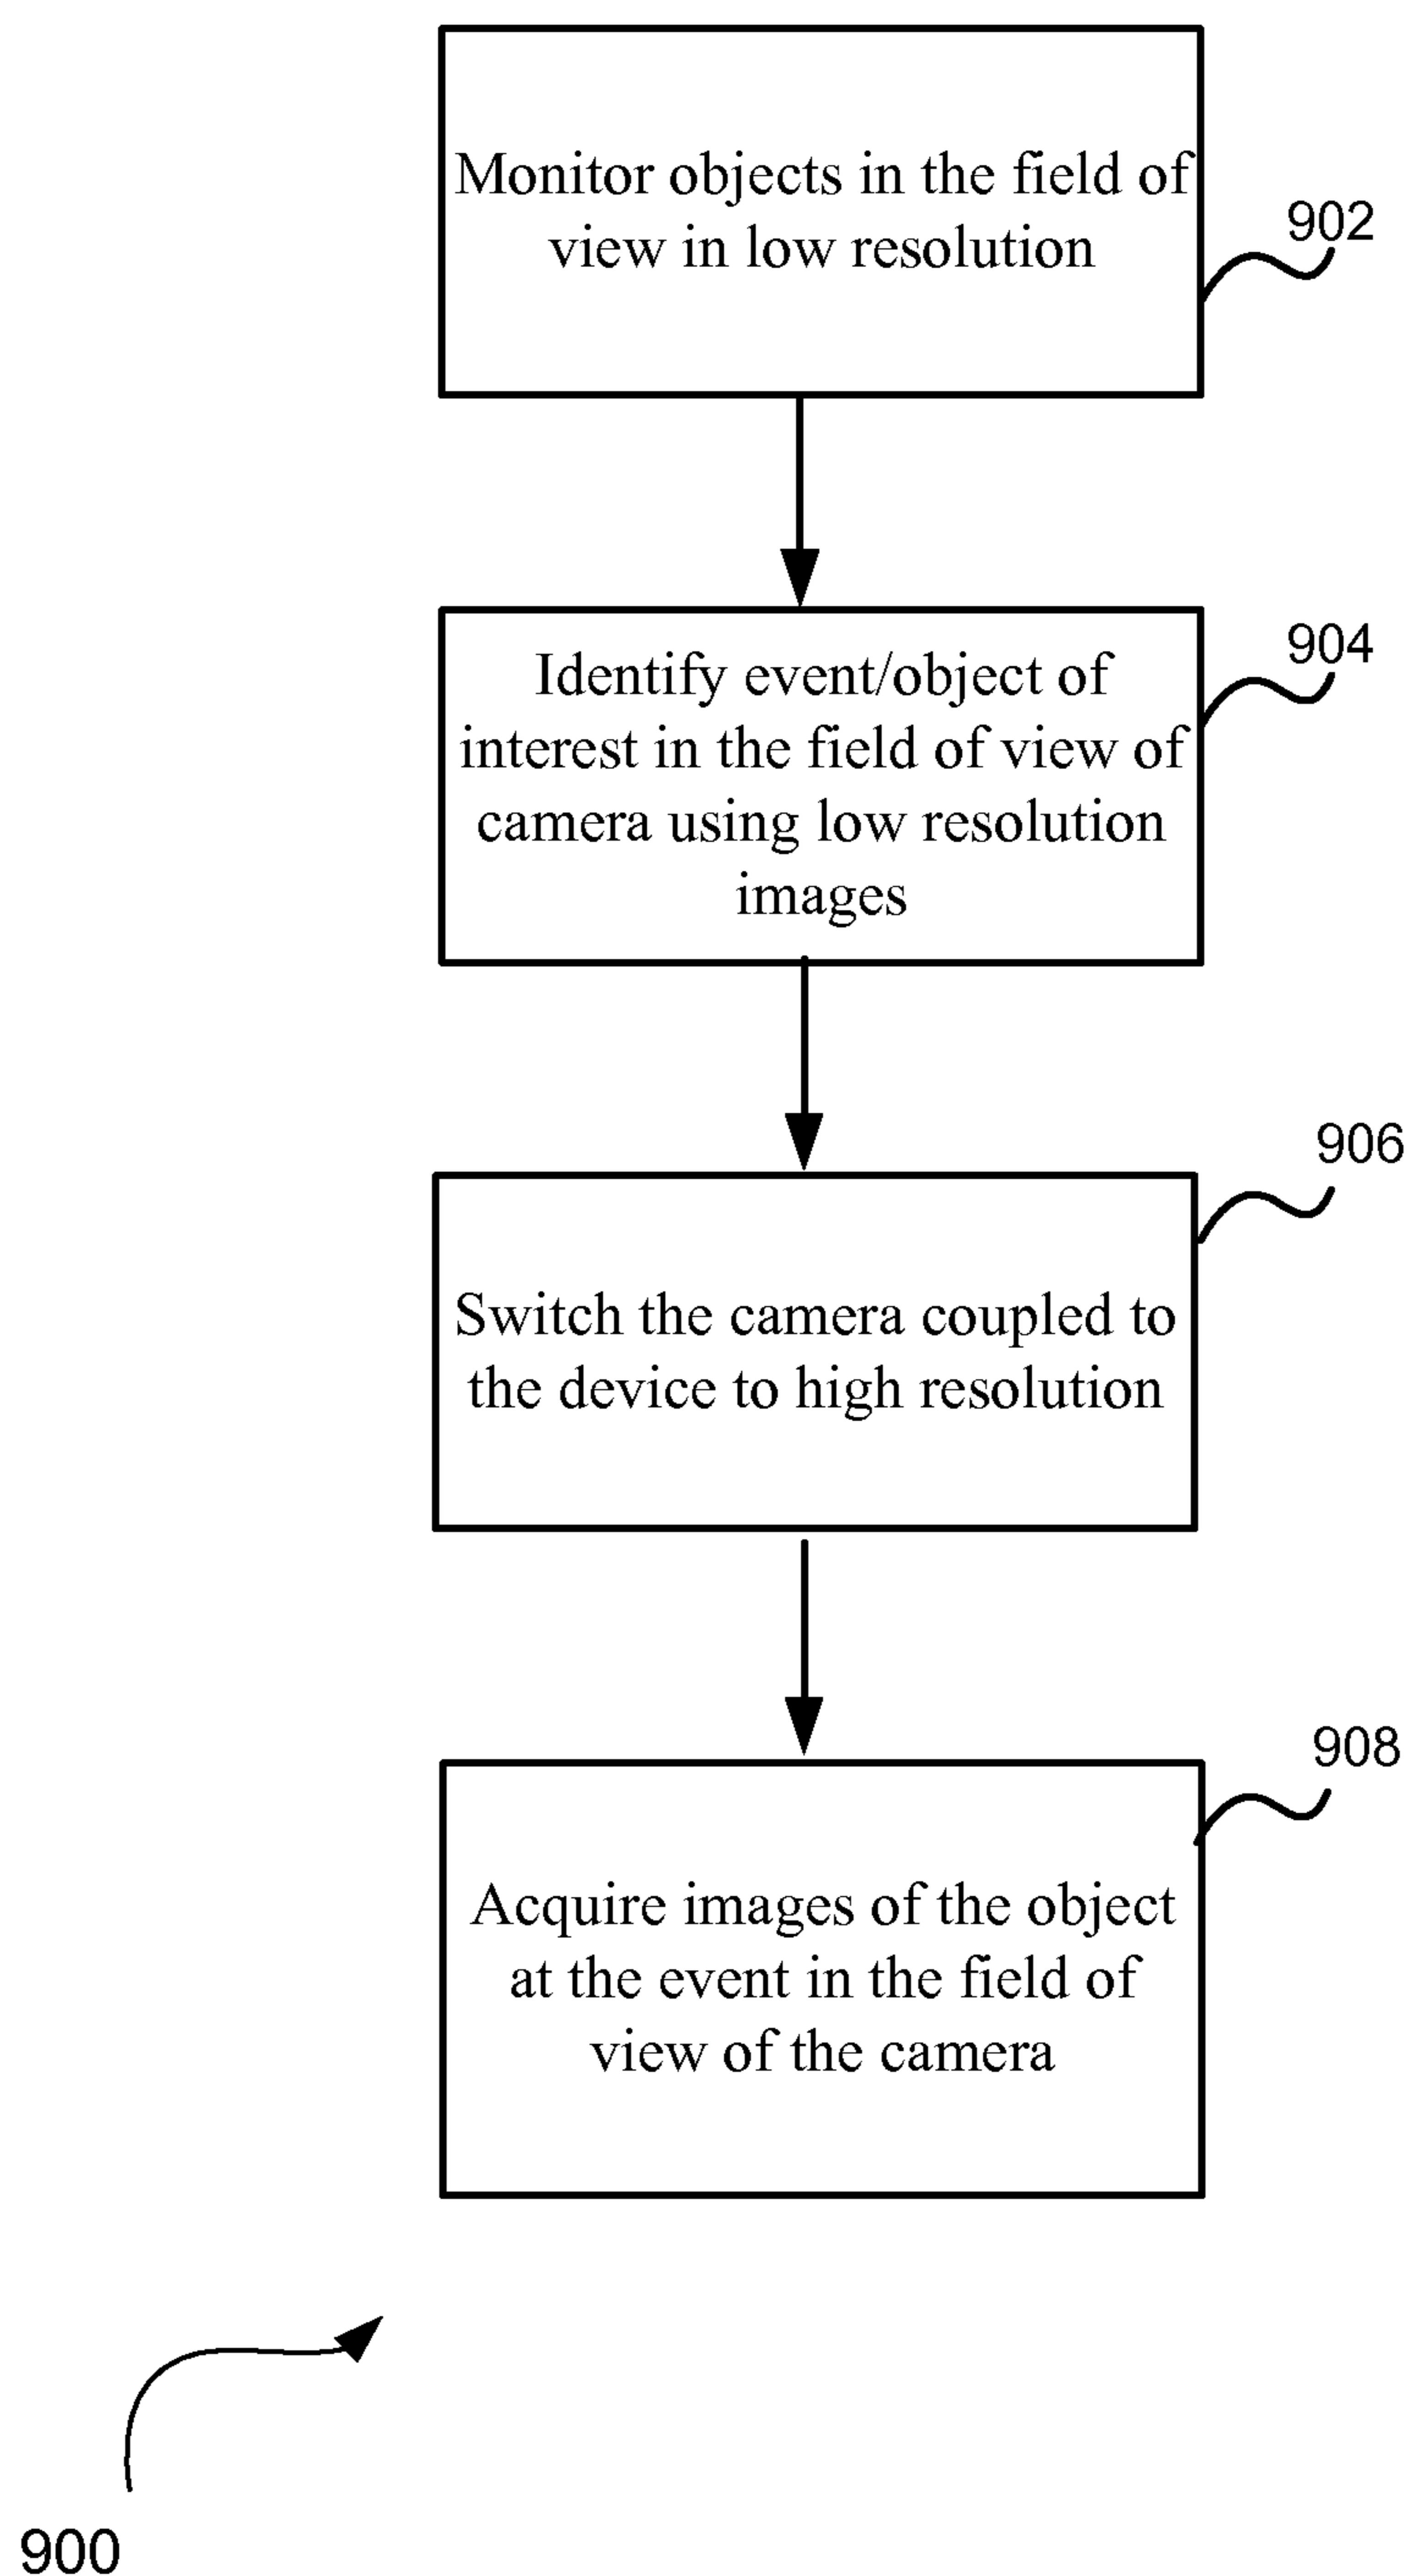 Monitor objects in the field of
view in low resolution
902
Identify event/object of
interest in the field of view of
camera using low resolution
images
904
Switch the camera coupled to
the device to high resolution
906
Acquire images of the object
at the event in the field of
view of the camera
908
900